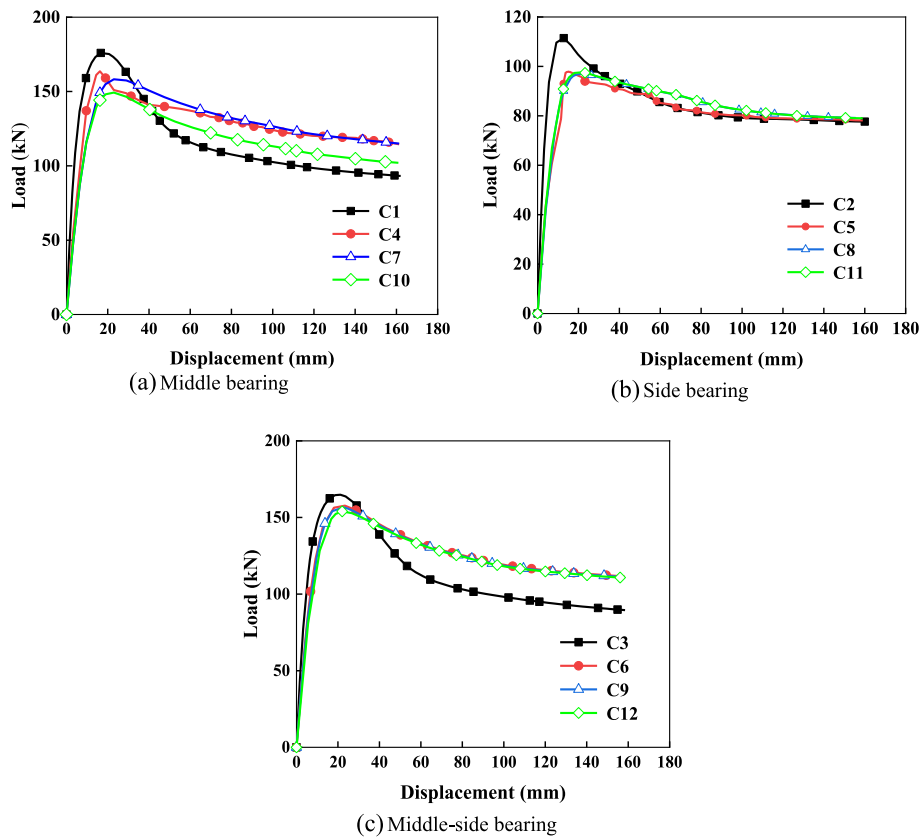 200
150
100
50
0
Load (kN)
0 20 40 60 80 100 120 140 160 180
Displacement (mm)
C1
C4
C7
C10
(a) Middle bearing
120
100
80
60
40
20
0
Load (kN)
0 20 40 60 80 100 120 140 160 180
Displacement (mm)
C2
C5
C8
C11
(b) Side bearing
200
150
100
50
0
Load (kN)
0 20 40 60 80 100 120 140 160 180
Displacement (mm)
C3
C6
C9
C12
(c) Middle-side bearing